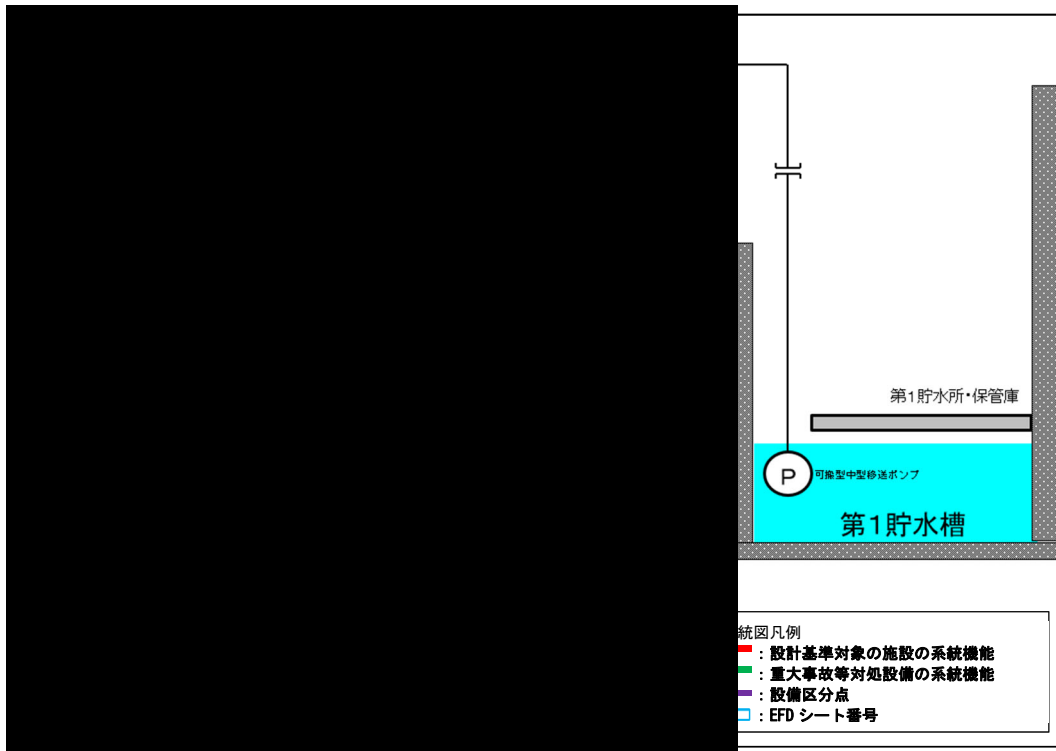 第1貯水所・保管庫
P
可搬型中型移送ポンプ
第1貯水槽
統図凡例
：設計基準対象の施設の系統機能
：重大事故等対処設備の系統機能
：設備区分点
：EFD シート番号